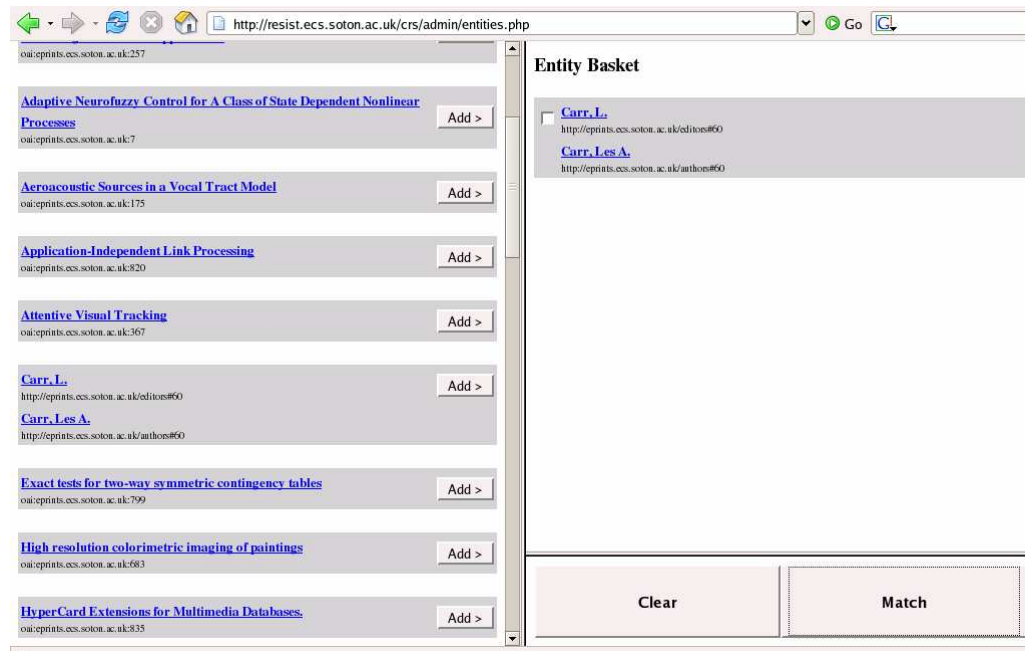 http://resist.ecs.soton.ac.uk/crs/admin/entities.php
Go
oai:eprints.ecs.soton.ac.uk:257
Adaptive Neurofuzzy Control for A Class of State Dependent Nonlinear
Processes
oai:eprints.ecs.soton.ac.uk:7
Add >
Aeroacoustic Sources in a Vocal Tract Model
oai:eprints.ecs.soton.ac.uk:175
Add >
Application-Independent Link Processing
oai:eprints.ecs.soton.ac.uk:820
Add >
Attentive Visual Tracking
oai:eprints.ecs.soton.ac.uk:367
Add >
Carr, L.
http://eprints.ecs.soton.ac.uk/editors#60
Carr, Les A.
http://eprints.ecs.soton.ac.uk/authors#60
Add >
Exact tests for two-way symmetric contingency tables
oai:eprints.ecs.soton.ac.uk:799
Add >
High resolution colorimetric imaging of paintings
oai:eprints.ecs.soton.ac.uk:683
Add >
HyperCard Extensions for Multimedia Databases.
oai:eprints.ecs.soton.ac.uk:835
Add >
Entity Basket
Carr, L.
http://eprints.ecs.soton.ac.uk/editors#60
Carr, Les A.
http://eprints.ecs.soton.ac.uk/authors#60
Clear
Match